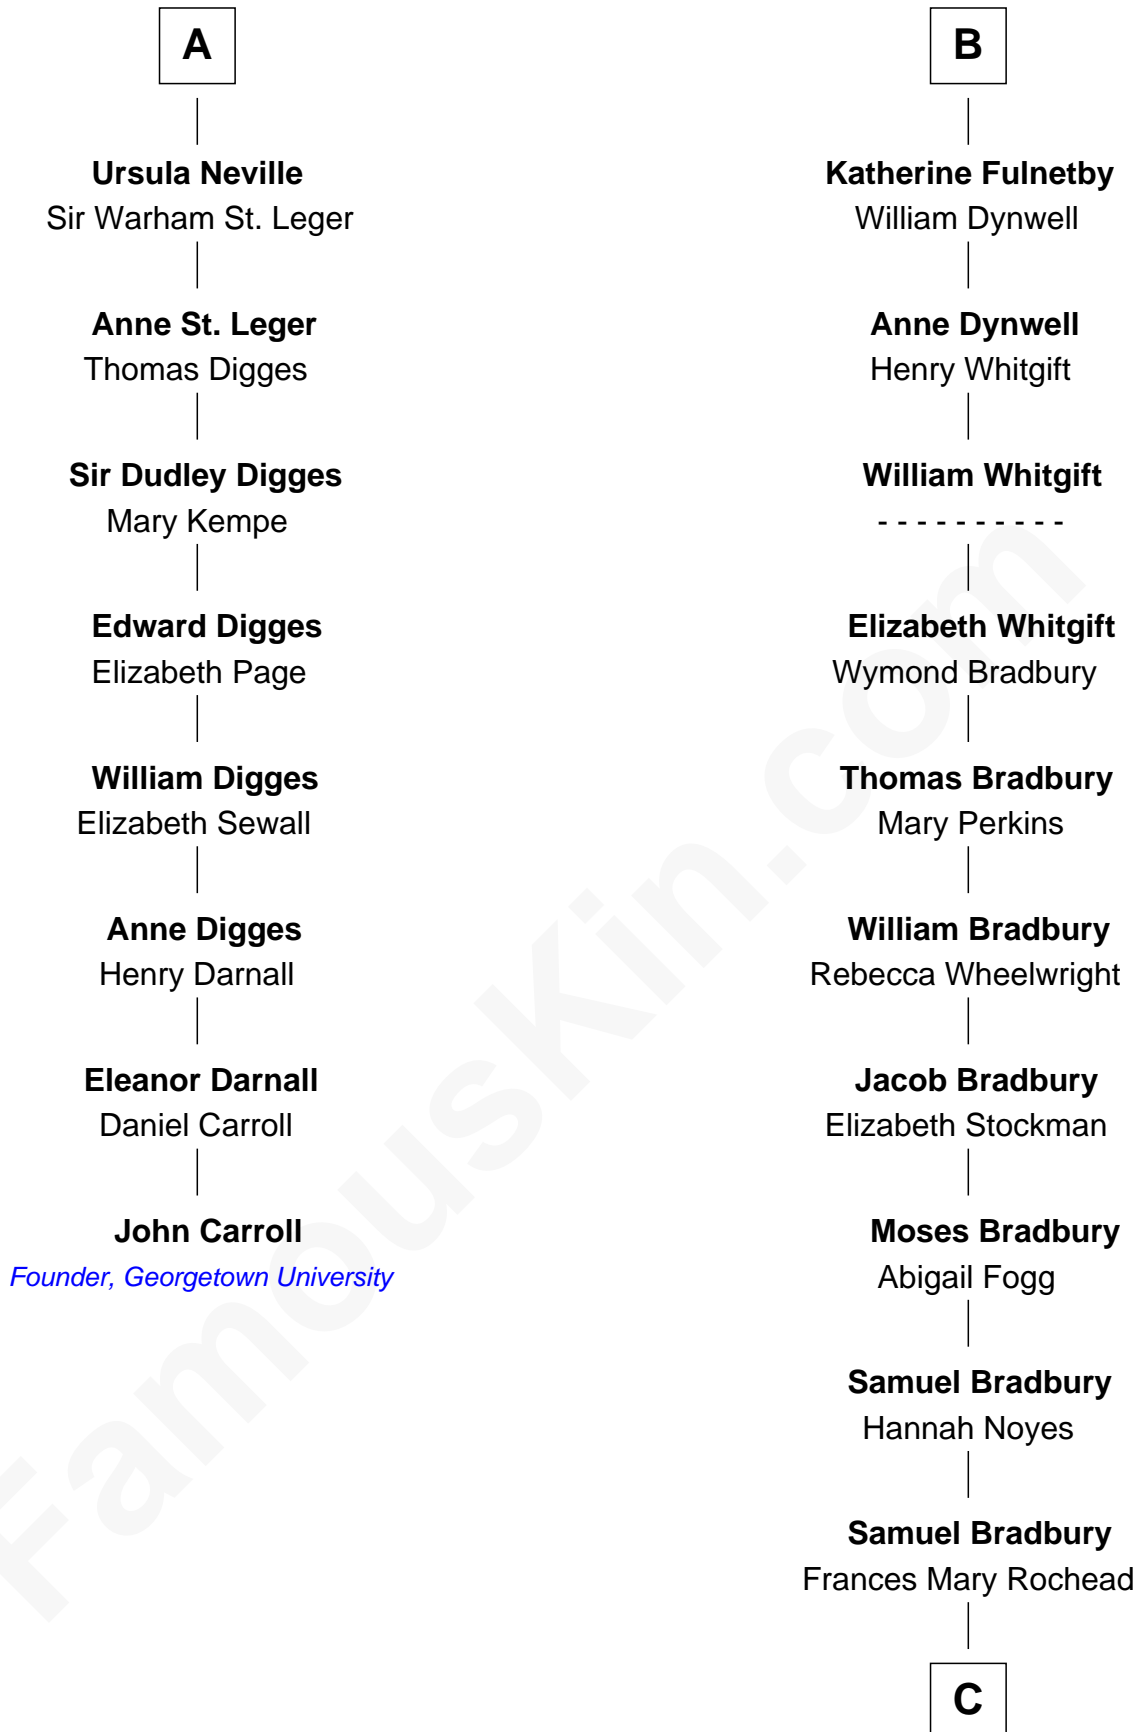 A
Ursula Neville
Sir Warham St. Leger
Anne St. Leger
Thomas Digges
Sir Dudley Digges
Mary Kempe
Edward Digges
Elizabeth Page
William Digges
Elizabeth Sewall
Anne Digges
Henry Darnall
Eleanor Darnall
Daniel Carroll
John Carroll
Founder, Georgetown University
B
Katherine Fulnetby
William Dynwell
Anne Dynwell
Henry Whitgift
William Whitgift
- - - - - - - - - -
Elizabeth Whitgift
Wymond Bradbury
Thomas Bradbury
Mary Perkins
William Bradbury
Rebecca Wheelwright
Jacob Bradbury
Elizabeth Stockman
Moses Bradbury
Abigail Fogg
Samuel Bradbury
Hannah Noyes
Samuel Bradbury
Frances Mary Rochead
C
FamousKin.com